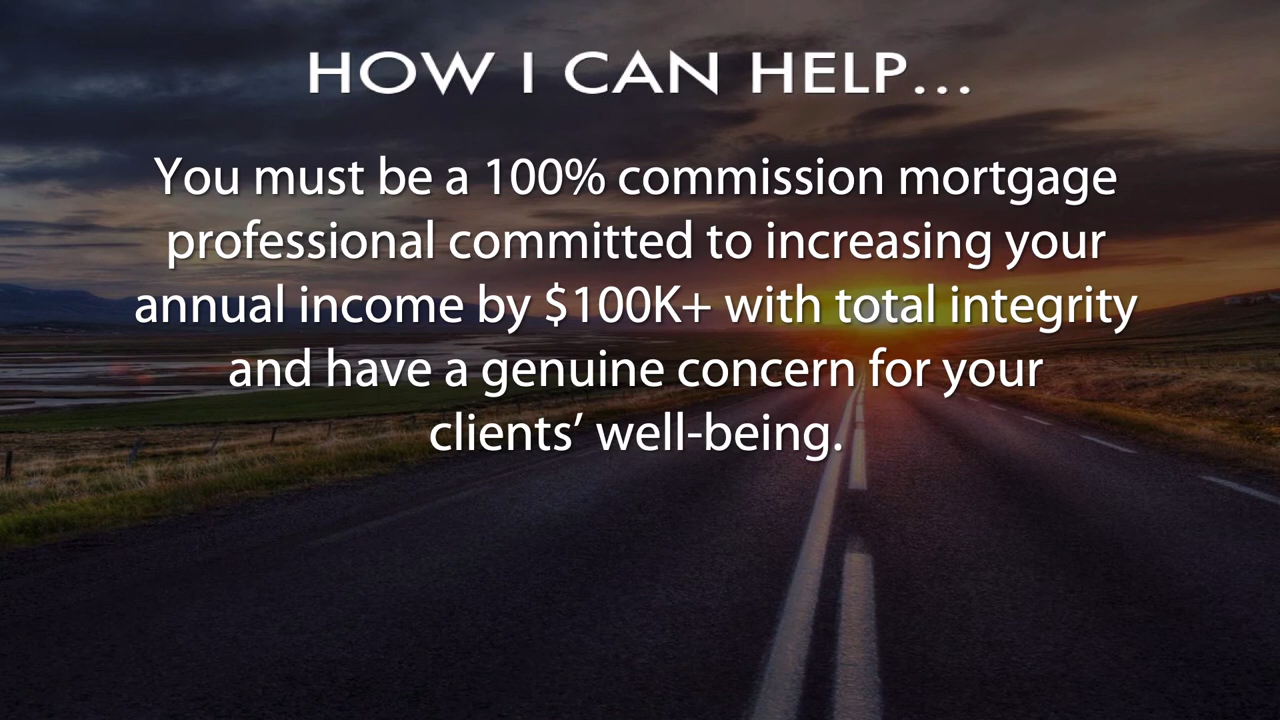 HOW I CAN HELP...
You must be a 100% commission mortgage
professional committed to increasing your
annual income by $100K+ with total integrity
and have a genuine concern for your
clients’ well-being.